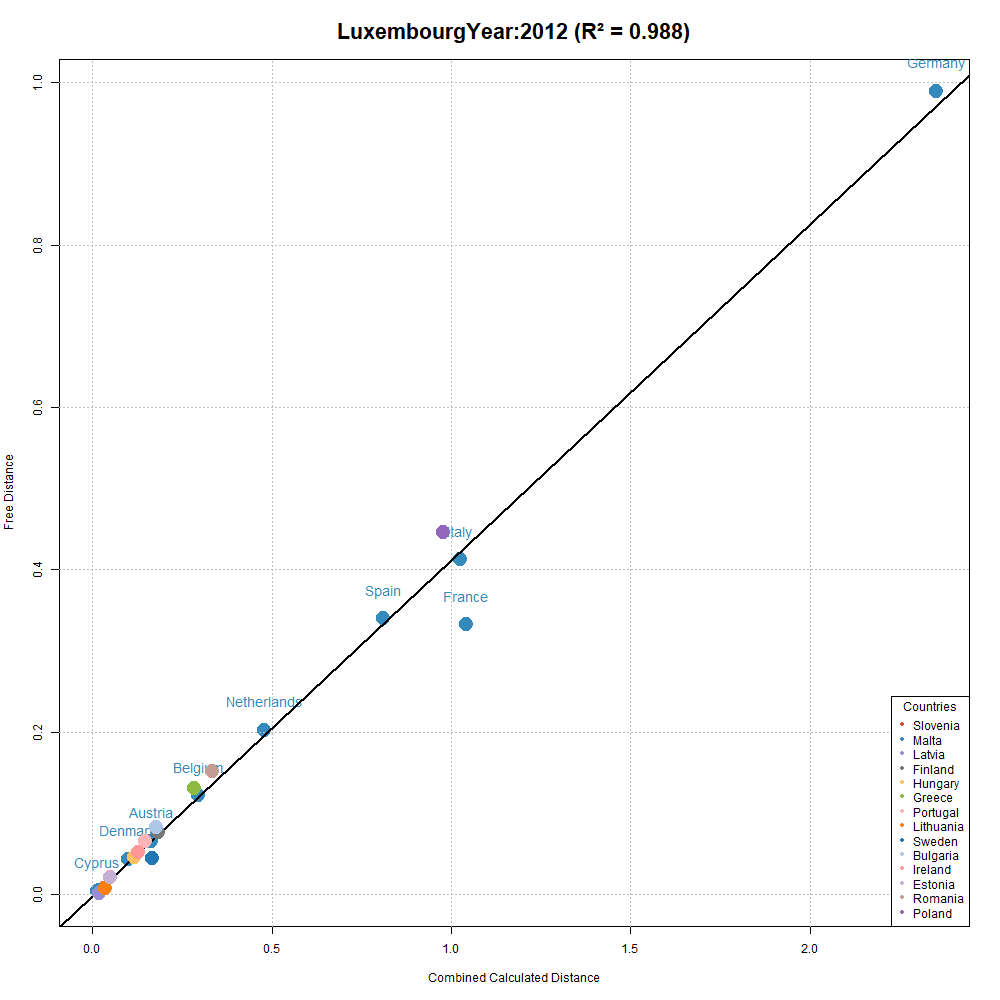 LuxembourgYear:2012 (R² = 0.988)
Germany
Italy
Spain
France
Netherlands
Belgium
Austria
Denmark
Cyprus
1.0
0.8
0.6
0.4
0.2
0.0
Free Distance
0.0 0.5 1.0 1.5 2.0
Combined Calculated Distance
Countries
Slovenia
Malta
Latvia
Finland
Hungary
Greece
Portugal
Lithuania
Sweden
Bulgaria
Ireland
Estonia
Romania
Poland